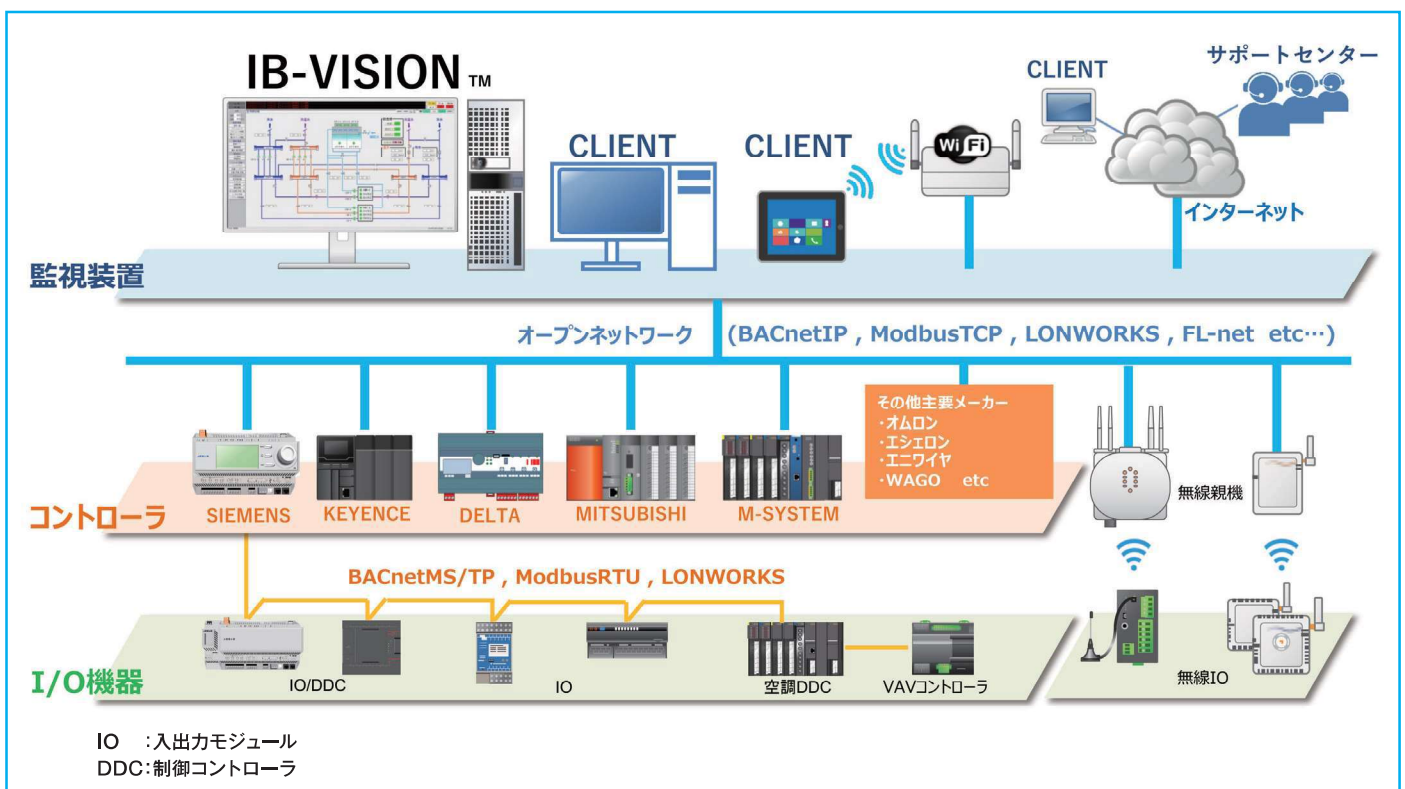 IB-VISION TM
CLIENT
CLIENT
Wi Fi
CLIENT
サポートセンター
インターネット
監視装置
オープンネットワーク (BACnetIP , ModbusTCP , LONWORKS , FL-net etc…)
その他主要メーカー
・オムロン
・エシェロン
・エニワイヤ
・WAGO etc
無線親機
コントローラ
SIEMENS
KEYENCE
DELTA
MITSUBISHI
M-SYSTEM
BACnetMS/TP , ModbusRTU , LONWORKS
I/O機器
IO/DDC
IO
空調DDC
VAVコントローラ
無線IO
IO :入出力モジュール
DDC:制御コントローラ